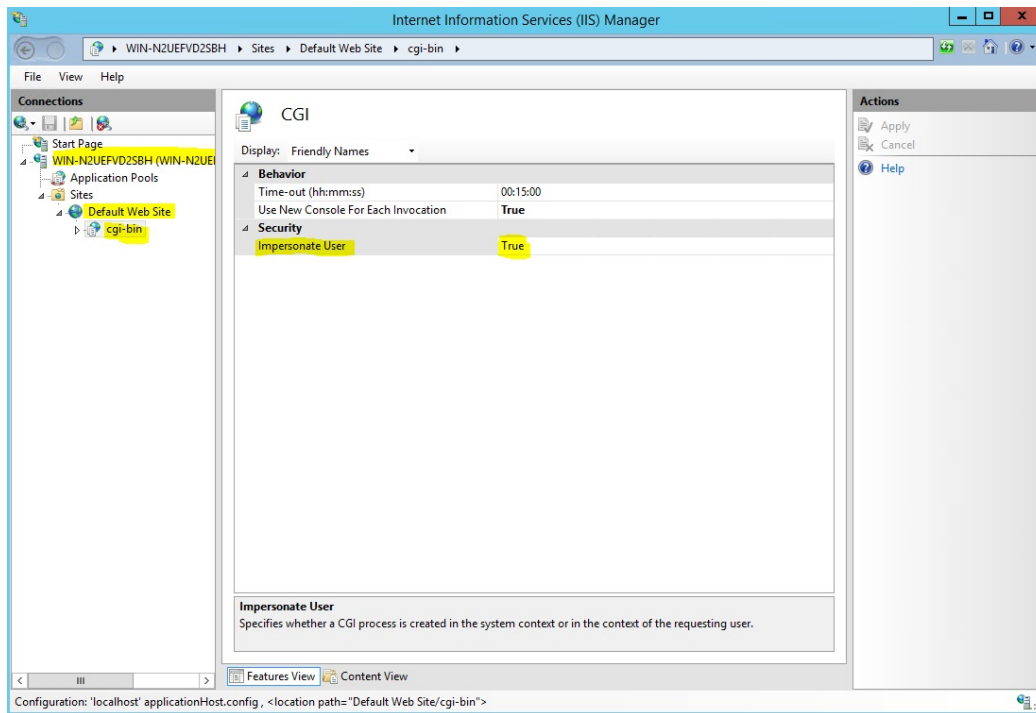 Internet Information Services (IIS) Manager
WIN-N2UEFVD2SBH Sites Default Web Site cgi-bin
File View Help
Connections
Start Page
WIN-N2UEFVD2SBH (WIN-N2UEI
Application Pools
Sites
Default Web Site
cgi-bin
CGI
Display: Friendly Names
Behavior
Time-out (hh:mm:ss) 00:15:00
Use New Console For Each Invocation True
Security
Impersonate User True
Impersonate User
Specifies whether a CGI process is created in the system context or in the context of the requesting user.
Features View Content View
Actions
Apply
Cancel
Help
Configuration: 'localhost' applicationHost.config , <location path="Default Web Site/cgi-bin">